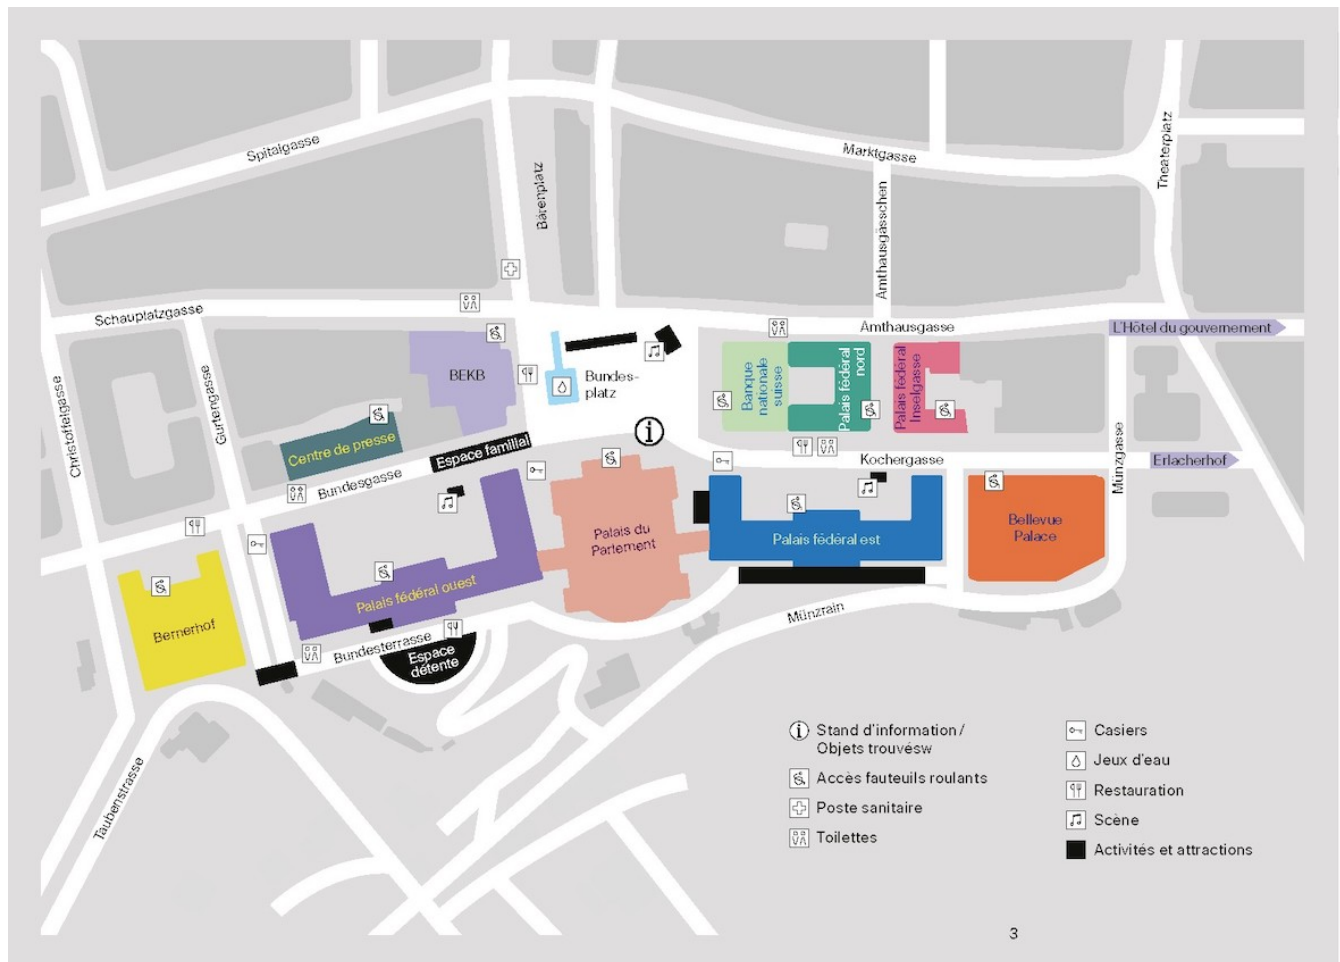 Spitalgasse
Marktgasse
Theaterplatz
Bärenplatz
Amthausgässchen
Schauplatzgasse
Amthausgasse
L'Hôtel du gouvernement
Christoffelgasse
Gurtengasse
BEKB
Bundes-
platz
Banque
nationale
suisse
Palais fédéral
nord
Palais fédéral
Inselgasse
Centre de presse
Espace familial
i
Bundesgasse
Kochergasse
Münzgasse
Erlacherhof
Palais du
Parlement
Palais fédéral est
Bellevue
Palace
Palais fédéral ouest
Bernerhof
Bundesterrasse
Espace
détente
Münzrain
Taubenstrasse
i
Stand d'information /
Objets trouvésw
Accès fauteuils roulants
Poste sanitaire
Toilettes
Casiers
Jeux d'eau
Restauration
Scène
Activités et attractions
3